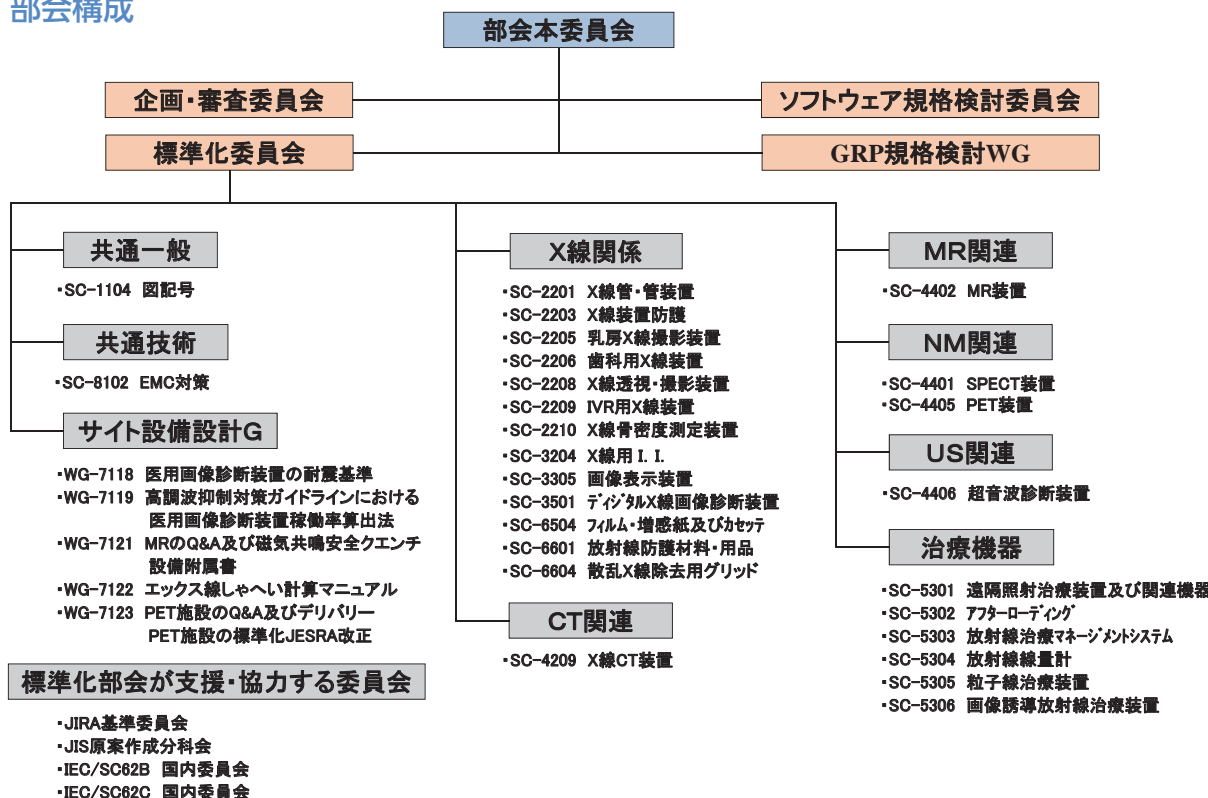 部会構成
部会本委員会
企画・審査委員会
ソフトウェア規格検討委員会
標準化委員会
GRP規格検討WG
共通一般
・SC-1104 図記号
共通技術
・SC-8102 EMC対策
サイト設備設計G
・WG-7118 医用画像診断装置の耐震基準
・WG-7119 高調波抑制対策ガイドラインにおける
医用画像診断装置稼働率算出法
・WG-7121 MRのQ&A及び磁気共鳴安全クエンチ
設備附属書
・WG-7122 エックス線しゃへい計算マニュアル
・WG-7123 PET施設のQ&A及びデリバリー
PET施設の標準化JESRA改正
標準化部会が支援・協力する委員会
・JIRA基準委員会
・JIS原案作成分科会
・IEC/SC62B 国内委員会
・IEC/SC62C 国内委員会
X線関係
・SC-2201 X線管・管装置
・SC-2203 X線装置防護
・SC-2205 乳房X線撮影装置
・SC-2206 歯科用X線装置
・SC-2208 X線透視・撮影装置
・SC-2209 IVR用X線装置
・SC-2210 X線骨密度測定装置
・SC-3204 X線用 I. I.
・SC-3305 画像表示装置
・SC-3501 ディジタルX線画像診断装置
・SC-6504 フィルム・増感紙及びカセッテ
・SC-6601 放射線防護材料・用品
・SC-6604 散乱X線除去用グリッド
CT関連
・SC-4209 X線CT装置
MR関連
・SC-4402 MR装置
NM関連
・SC-4401 SPECT装置
・SC-4405 PET装置
US関連
・SC-4406 超音波診断装置
治療機器
・SC-5301 遠隔照射治療装置及び関連機器
・SC-5302 アフターローディング
・SC-5303 放射線治療マネージメントシステム
・SC-5304 放射線線量計
・SC-5305 粒子線治療装置
・SC-5306 画像誘導放射線治療装置